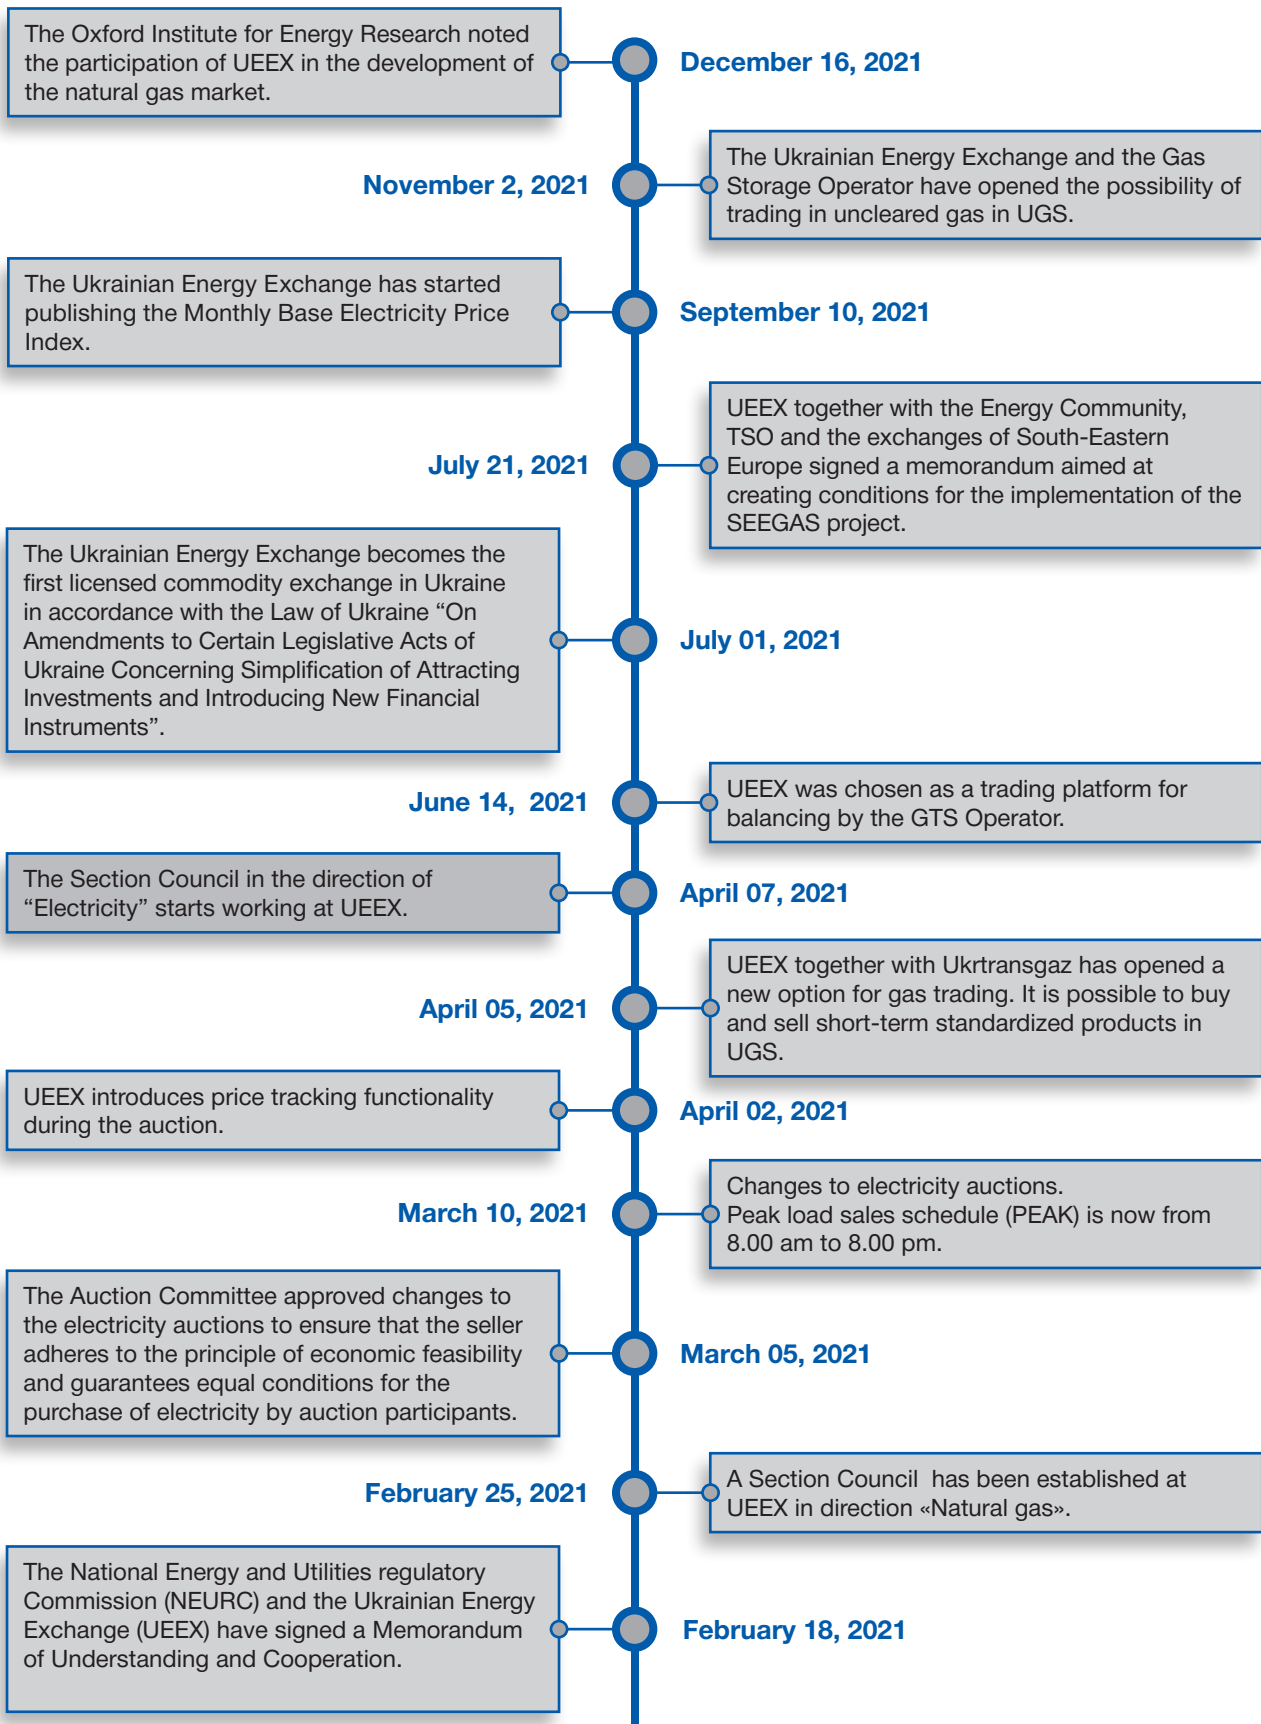 The Oxford Institute for Energy Research noted
the participation of UEEX in the development of
the natural gas market.
December 16, 2021
November 2, 2021
The Ukrainian Energy Exchange and the Gas
Storage Operator have opened the possibility of
trading in uncleared gas in UGS.
The Ukrainian Energy Exchange has started
publishing the Monthly Base Electricity Price
Index.
September 10, 2021
July 21, 2021
UEEX together with the Energy Community,
TSO and the exchanges of South-Eastern
Europe signed a memorandum aimed at
creating conditions for the implementation of the
SEEGAS project.
The Ukrainian Energy Exchange becomes the
first licensed commodity exchange in Ukraine
in accordance with the Law of Ukraine “On
Amendments to Certain Legislative Acts of
Ukraine Concerning Simplification of Attracting
Investments and Introducing New Financial
Instruments”.
July 01, 2021
June 14,  2021
UEEX was chosen as a trading platform for
balancing by the GTS Operator.
The Section Council in the direction of
“Electricity” starts working at UEEX.
April 07, 2021
April 05, 2021
UEEX together with Ukrtransgaz has opened a
new option for gas trading. It is possible to buy
and sell short-term standardized products in
UGS.
UEEX introduces price tracking functionality
during the auction.
April 02, 2021
March 10, 2021
Changes to electricity auctions.
Peak load sales schedule (PEAK) is now from
8.00 am to 8.00 pm.
The Auction Committee approved changes to
the electricity auctions to ensure that the seller
adheres to the principle of economic feasibility
and guarantees equal conditions for the
purchase of electricity by auction participants.
March 05, 2021
February 25, 2021
A Section Council  has been established at
UEEX in direction «Natural gas».
The National Energy and Utilities regulatory
Commission (NEURC) and the Ukrainian Energy
Exchange (UEEX) have signed a Memorandum
of Understanding and Cooperation.
February 18, 2021